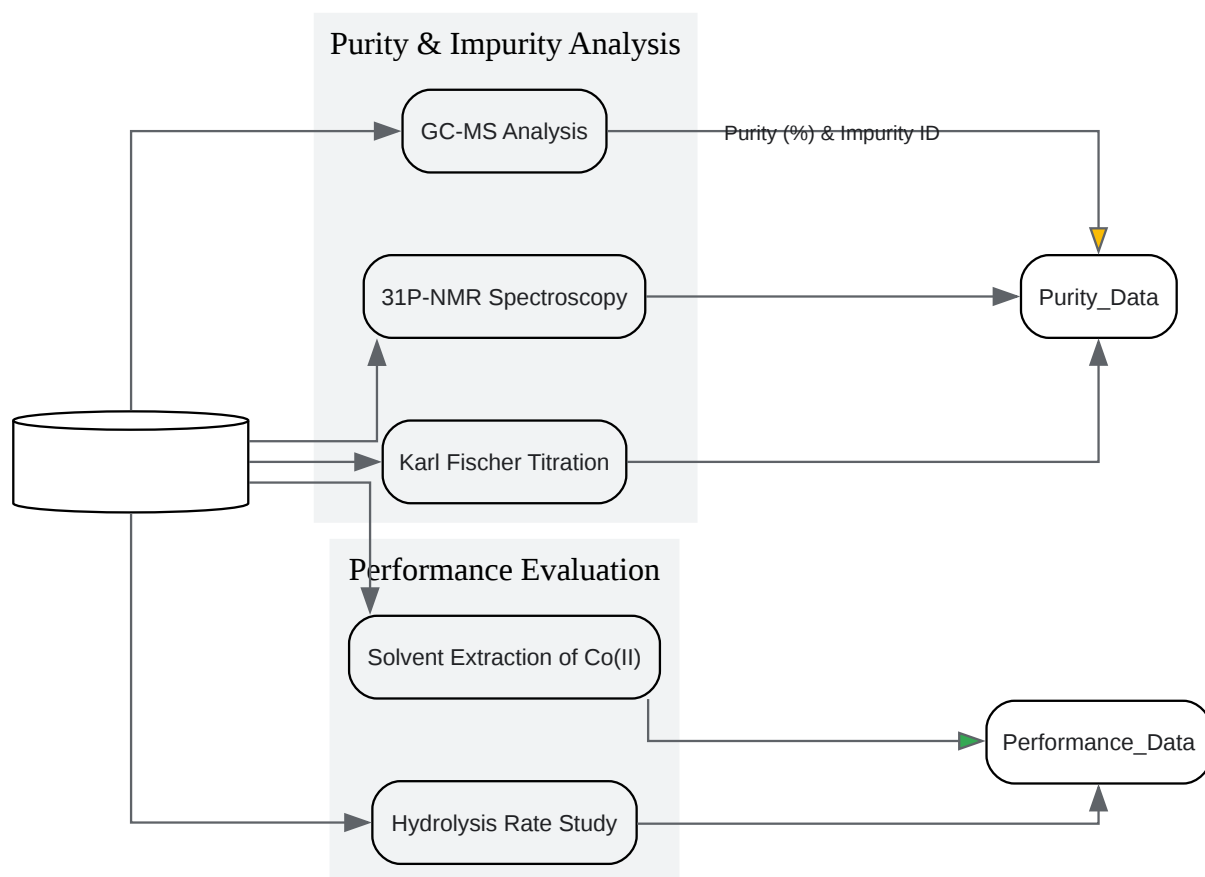 Purity & Impurity Analysis
GC-MS Analysis
Purity (%) & Impurity ID
31P-NMR Spectroscopy
Purity_Data
Karl Fischer Titration
Performance Evaluation
Solvent Extraction of Co(II)
Performance_Data
Hydrolysis Rate Study